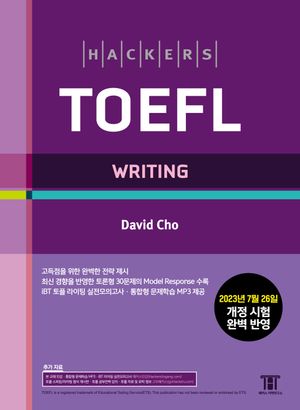 HACKERS
TOEFL
WRITING
David Cho
고득점을 위한 완벽한 전략 제시
최신 경향을 반영한 토론형 30문제의 Model Response 수록
iBT 토플 라이팅 실전모의고사 · 통합형 문제학습 MP3 제공
2023년 7월 26일
개정 시험
완벽 반영
추가 자료
TOEFL is a registered trademark of Educational Testing Service(ETS). This publication has not been reviewed or endorsed by ETS.